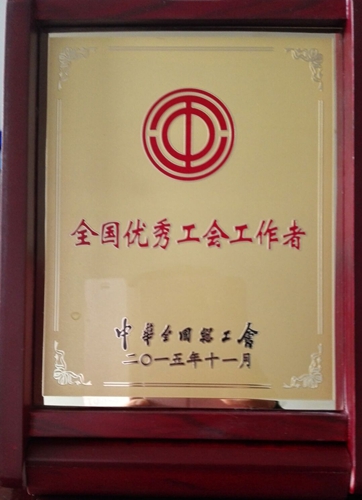 全国优秀工会工作者
中华全国总工會
二〇一五年十一月